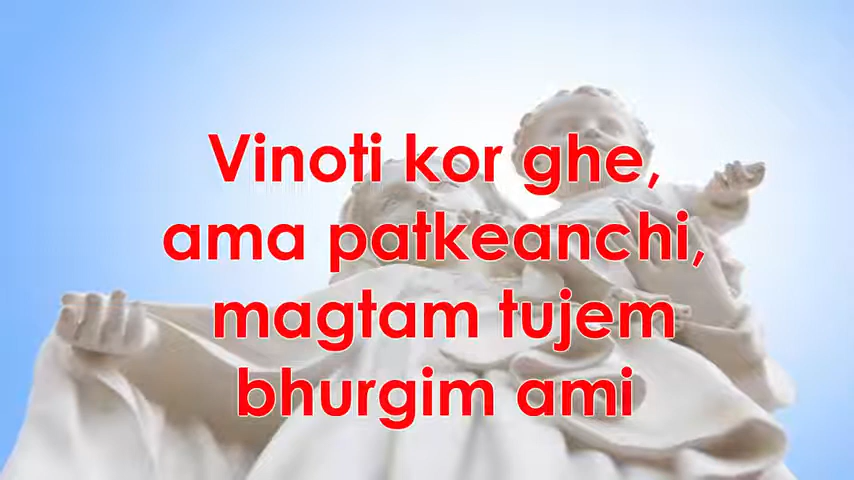 Vinoti kor ghe,
ama patkeanchi,
magtam tujem
bhurgim ami